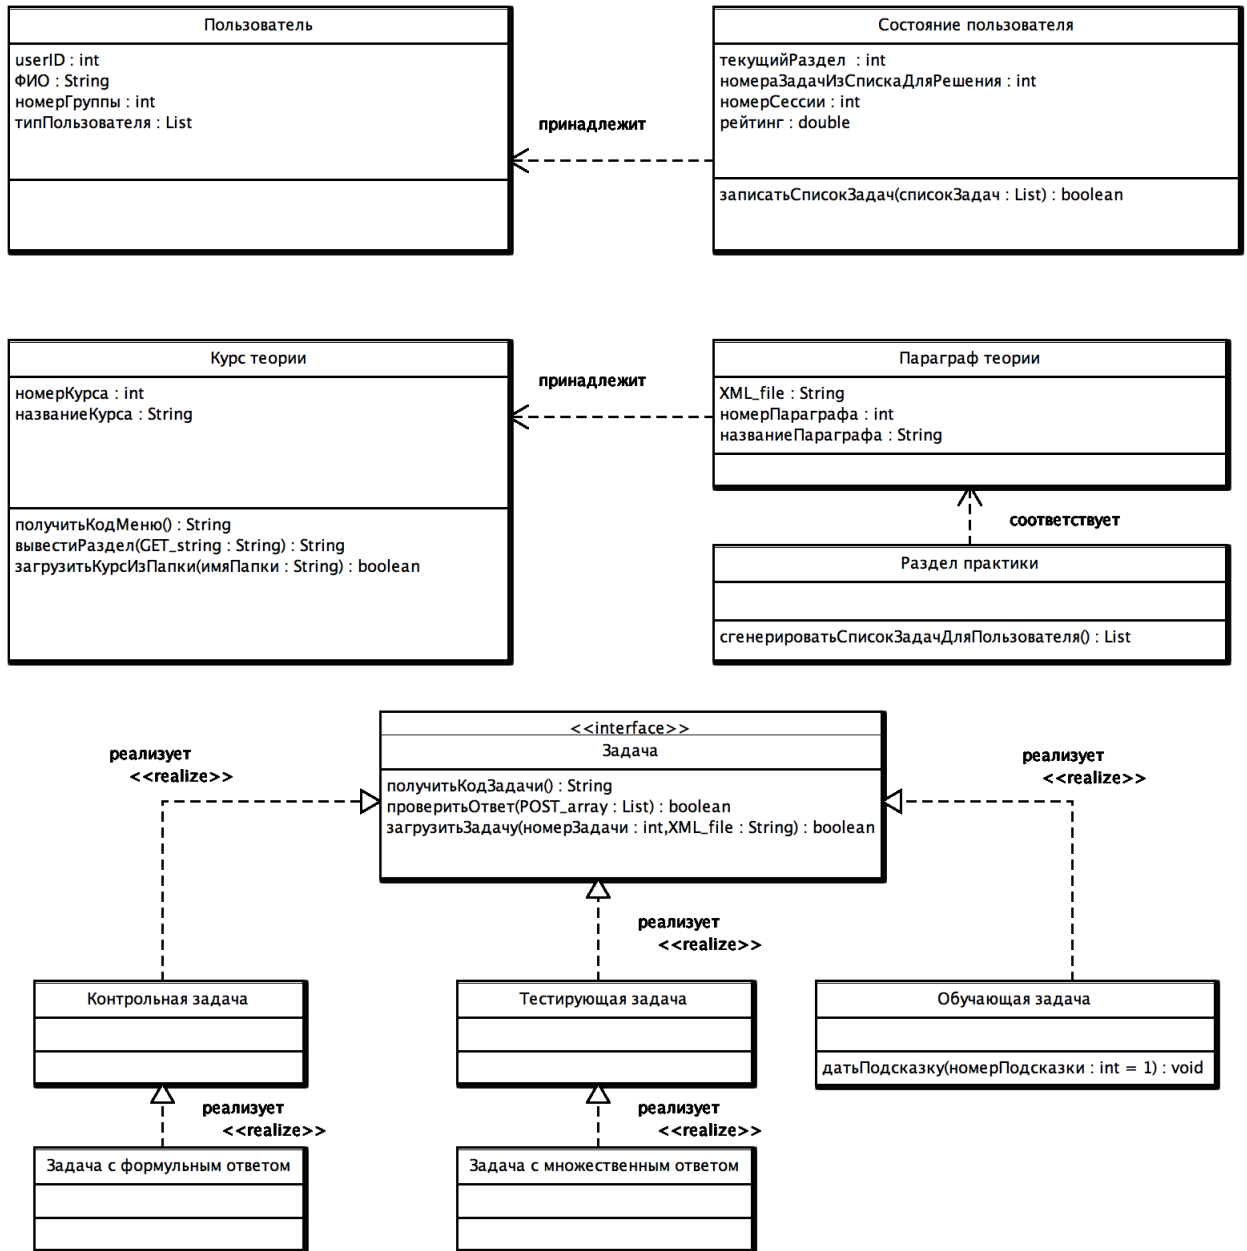 Пользователь
userID : int
ФИО : String
номерГруппы : int
типПользователя : List
принадлежит
Состояние пользователя
текущийРаздел : int
номераЗадачИзСпискаДляРешения : int
номерСессии : int
рейтинг : double
записатьСписокЗадач(списокЗадач : List) : boolean
Курс теории
номерКурса : int
названиеКурса : String
получитьКодМеню() : String
вывестиРаздел(GET_string : String) : String
загрузитьКурсИзПапки(имяПапки : String) : boolean
принадлежит
Параграф теории
XML_file : String
номерПараграфа : int
названиеПараграфа : String
соответствует
Раздел практики
сгенерироватьСписокЗадачДляПользователя() : List
<<interface>>
Задача
получитьКодЗадачи() : String
проверитьОтвет(POST_array : List) : boolean
загрузитьЗадачу(номерЗадачи : int,XML_file : String) : boolean
реализует
<<realize>>
реализует
<<realize>>
реализует
<<realize>>
Контрольная задача
Тестирующая задача
Обучающая задача
датьПодсказку(номерПодсказки : int = 1) : void
реализует
<<realize>>
реализует
<<realize>>
Задача с формульным ответом
Задача с множественным ответом